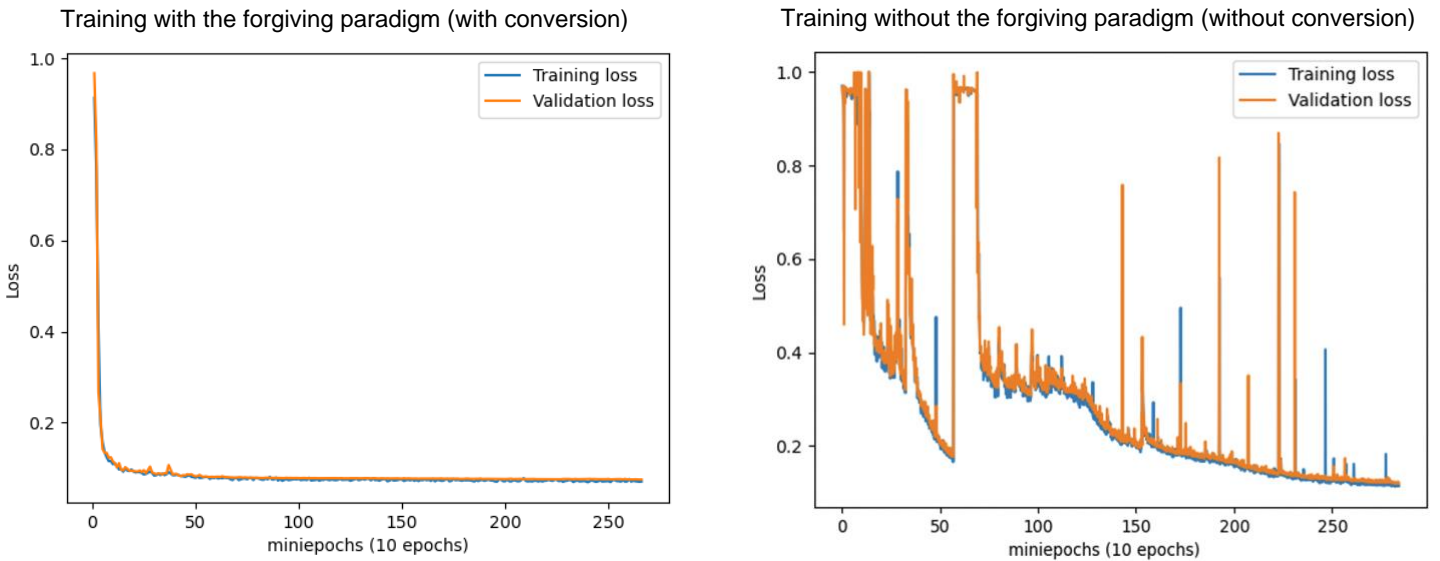 Training with the forgiving paradigm (with conversion)
1.0
0.8
0.6
0.4
0.2
Loss
Training loss
Validation loss
0 50 100 150 200 250
miniepochs (10 epochs)
Training without the forgiving paradigm (without conversion)
1.0
0.8
0.6
0.4
0.2
Loss
Training loss
Validation loss
0 50 100 150 200 250
miniepochs (10 epochs)